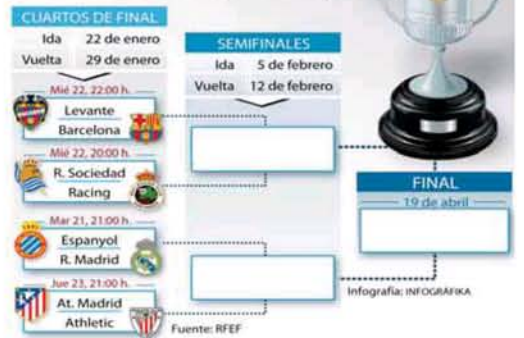 CUARTOS DE FINAL
Ida 22 de enero
Vuelta 29 de enero
Mié 22, 22:00 h.
Levante
Barcelona
Mié 22, 20:00 h.
R. Sociedad
Racing
Mar 21, 21:00 h.
Espanyol
R. Madrid
Jue 23, 21:00 h.
At. Madrid
Athletic
SEMIFINALES
Ida 5 de febrero
Vuelta 12 de febrero
FINAL
19 de abril
Infografía: INFOGRÁFIKA
Fuente: RFEF